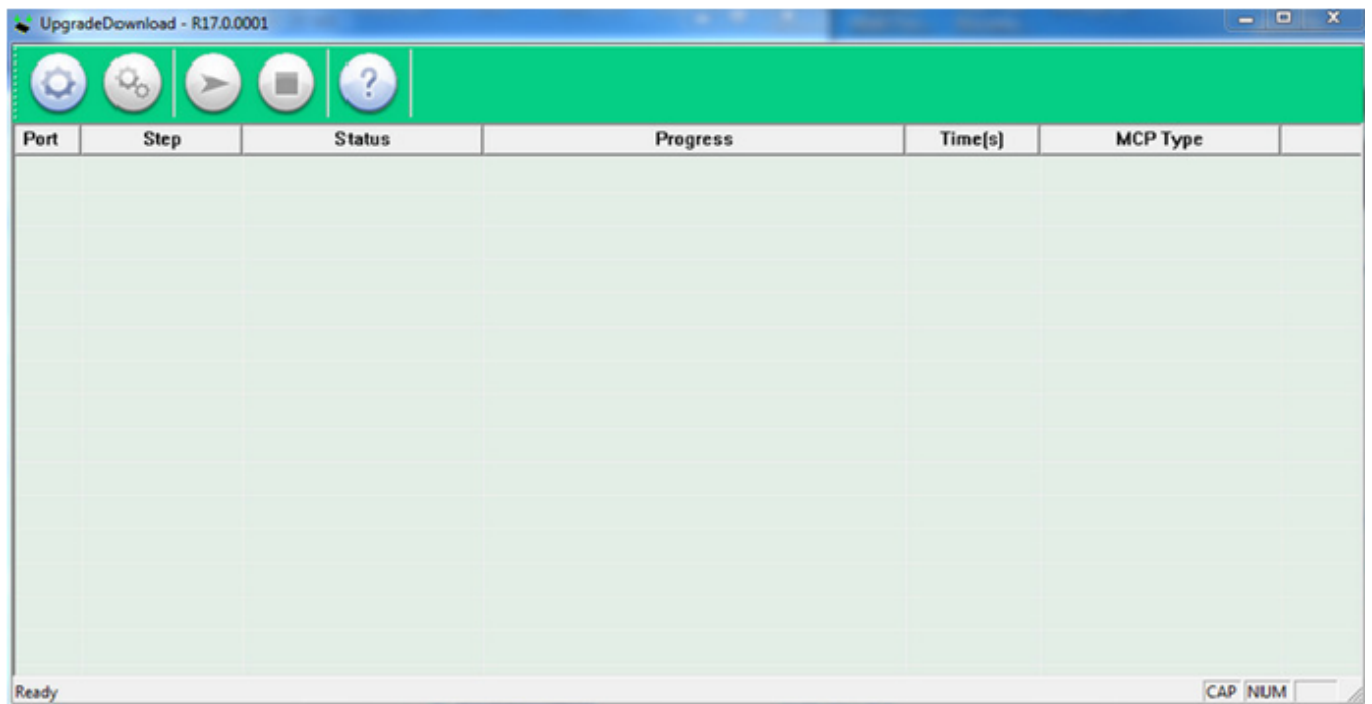 UpgradeDownload - R17.0.0001
?
Port Step Status Progress Time(s) MCP Type
Ready CAP NUM